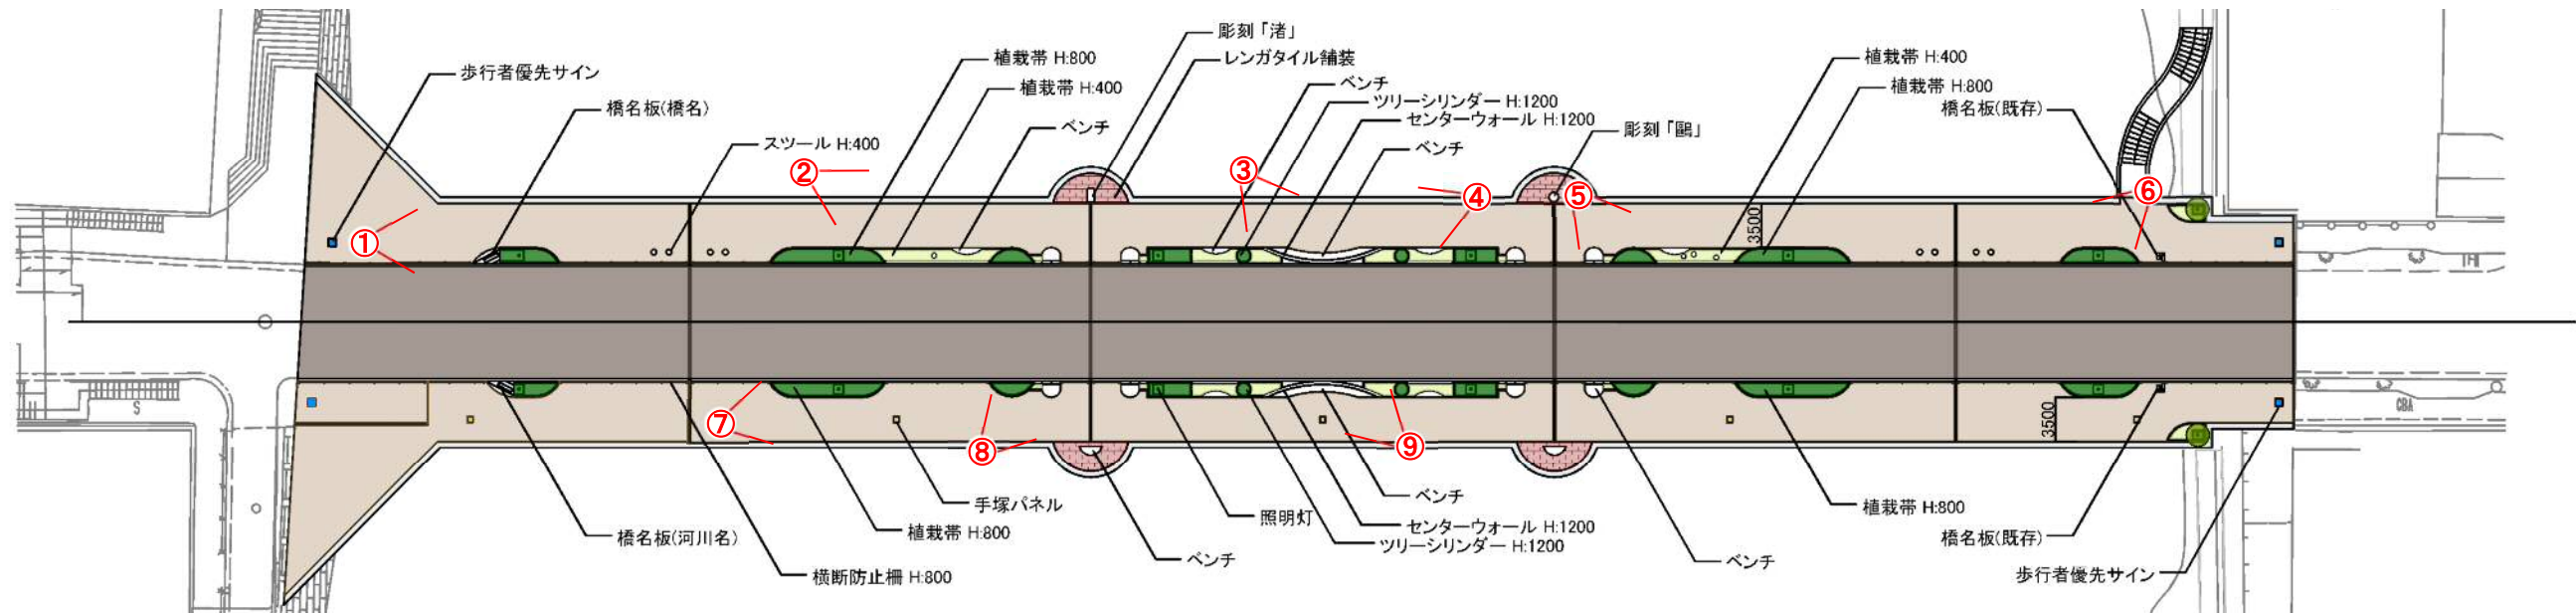 彫刻「渚」
植栽帯 H:800
レンガタイル舗装
植栽帯 H:400
歩行者優先サイン
植栽帯 H:400
ベンチ
植栽帯 H:800
ツリーシリンダー H:1200
橋名板(橋名)
橋名板(既存)
センターウォール H:1200
ベンチ
彫刻「鷗」
スツール H:400
ベンチ
②
③
④
⑤
⑥
①
3500
⑦
⑧
⑨
3500
S
CBA
ベンチ
手塚パネル
植栽帯 H:800
照明灯
センターウォール H:1200
植栽帯 H:800
橋名板(河川名)
橋名板(既存)
ツリーシリンダー H:1200
ベンチ
ベンチ
横断防止柵 H:800
歩行者優先サイン